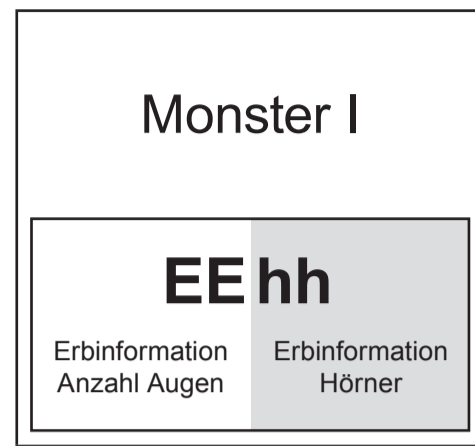 Monster I
EE hh
Erbinformation Anzahl Augen
Erbinformation Hörner